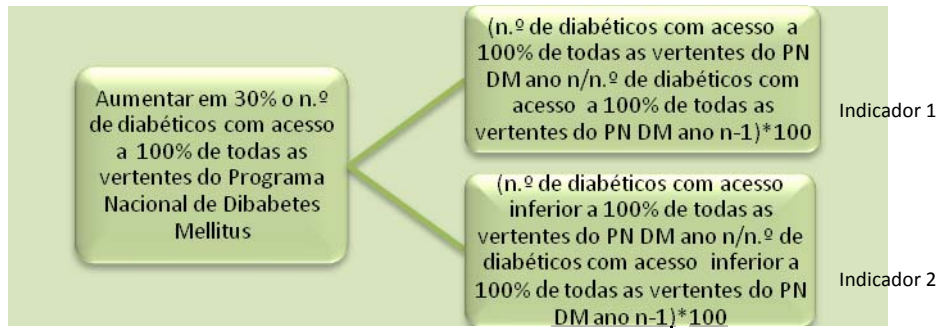 Aumentar em 30% o n.º
de diabéticos com acesso
a 100% de todas as
vertentes do Programa
Nacional de Dibabetes
Mellitus
(n.º de diabéticos com acesso a
100% de todas as vertentes do PN
DM ano n/n.º de diabéticos com
acesso a 100% de todas as
vertentes do PN DM ano n-1)*100
Indicador 1
(n.º de diabéticos com acesso
inferior a 100% de todas as
vertentes do PN DM ano n/n.º de
diabéticos com acesso inferior a
100% de todas as vertentes do PN
DM ano n-1)*100
Indicador 2